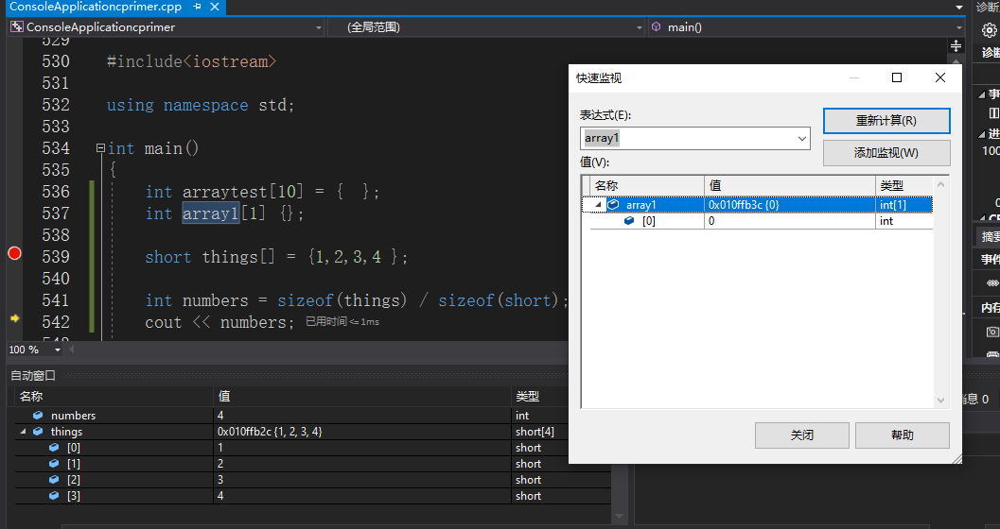 ConsoleApplicationcprimer.cpp
ConsoleApplicationcprimer
(全局范围)
main()
诊断
529
530 #include<iostream>
531
532 using namespace std;
533
534 int main()
535 {
536 int arraytest[10] = { };
537 int array1[1] {};
538
539 short things[] = {1,2,3,4 };
540
541 int numbers = sizeof(things) / sizeof(short);
542 cout << numbers; 已用时间<=1ms
100 %
快速监视
表达式(E):
array1
重新计算(R)
添加监视(W)
值(V):
名称 值 类型
array1 0x010ffb3c {0} int[1]
[0] 0 int
关闭
帮助
自动窗口
名称 值 类型
numbers 4 int
things 0x010ffb2c {1, 2, 3, 4} short[4]
[0] 1 short
[1] 2 short
[2] 3 short
[3] 4 short
诊
事
进
100
0
摘要
事件
内存
消息 0